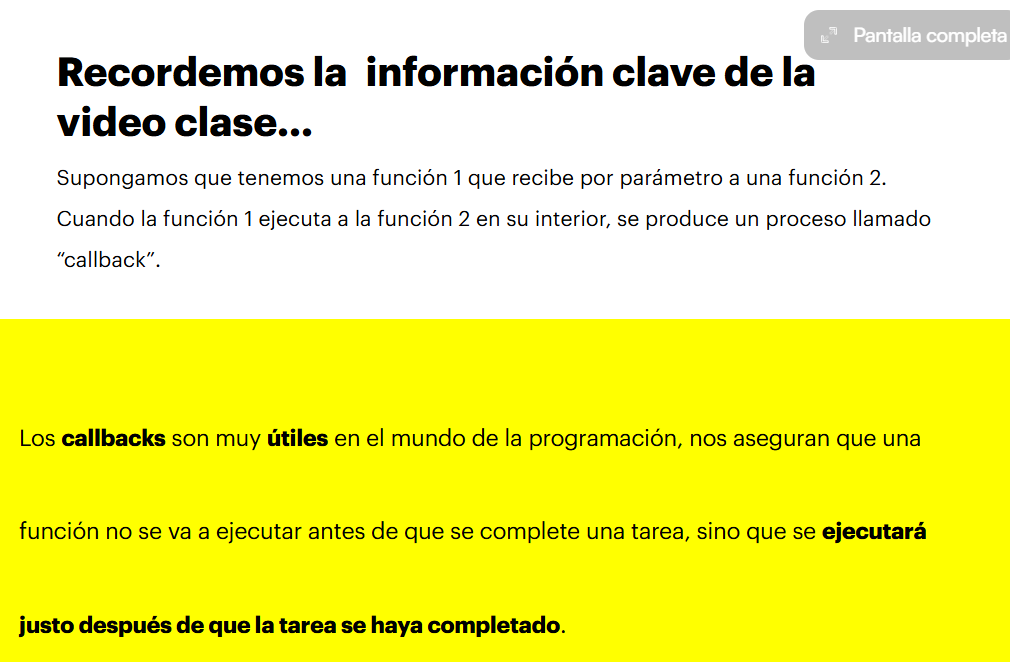 Pantalla completa
Recordemos la  información clave de la
video clase...
Supongamos que tenemos una función 1 que recibe por parámetro a una función 2.
Cuando la función 1 ejecuta a la función 2 en su interior, se produce un proceso llamado
“callback”.
Los callbacks son muy útiles en el mundo de la programación, nos aseguran que una
función no se va a ejecutar antes de que se complete una tarea, sino que se ejecutará
justo después de que la tarea se haya completado.